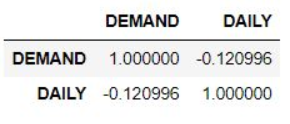 DEMAND DAILY
DEMAND 1.000000 -0.120996
DAILY -0.120996 1.000000